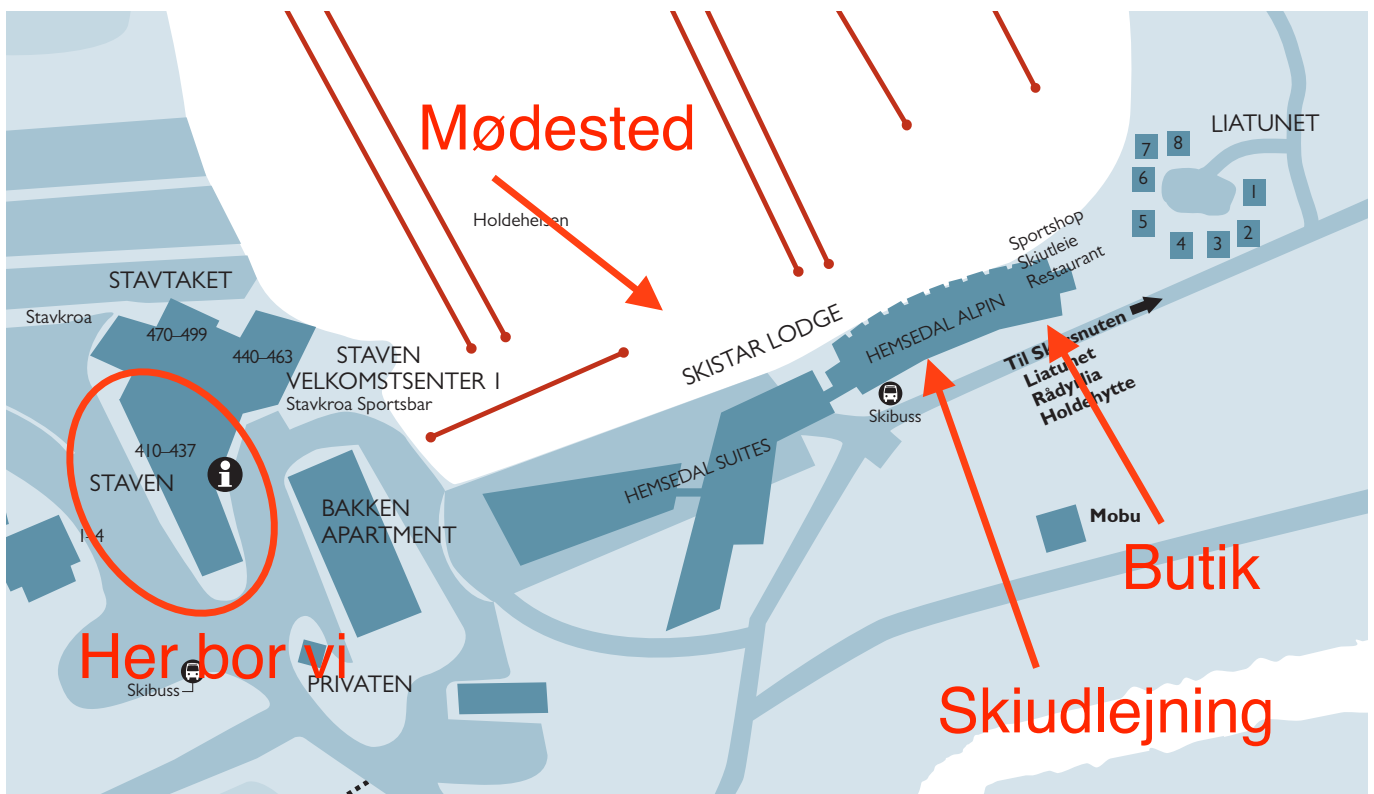 Mødested
LIATUNET
7
8
6
1
5
4
3
2
Holdeheisen
Sportshop
Skiutleie
Restaurant
STAVTAKET
Stavkroa
470–499
440–463
STAVEN
VELKOMSTSENTER I
Stavkroa Sportsbar
SKISTAR LODGE
HEMSEDAL ALPIN
Skibuss
Til Skarsnuten
Liatunet
Rådyrlia
Holdehytte
410–437
STAVEN
i
1–4
BAKKEN
APARTMENT
HEMSEDAL SUITES
Mobu
Butik
Her bor vi
Skibuss
PRIVATEN
Skiudlejning